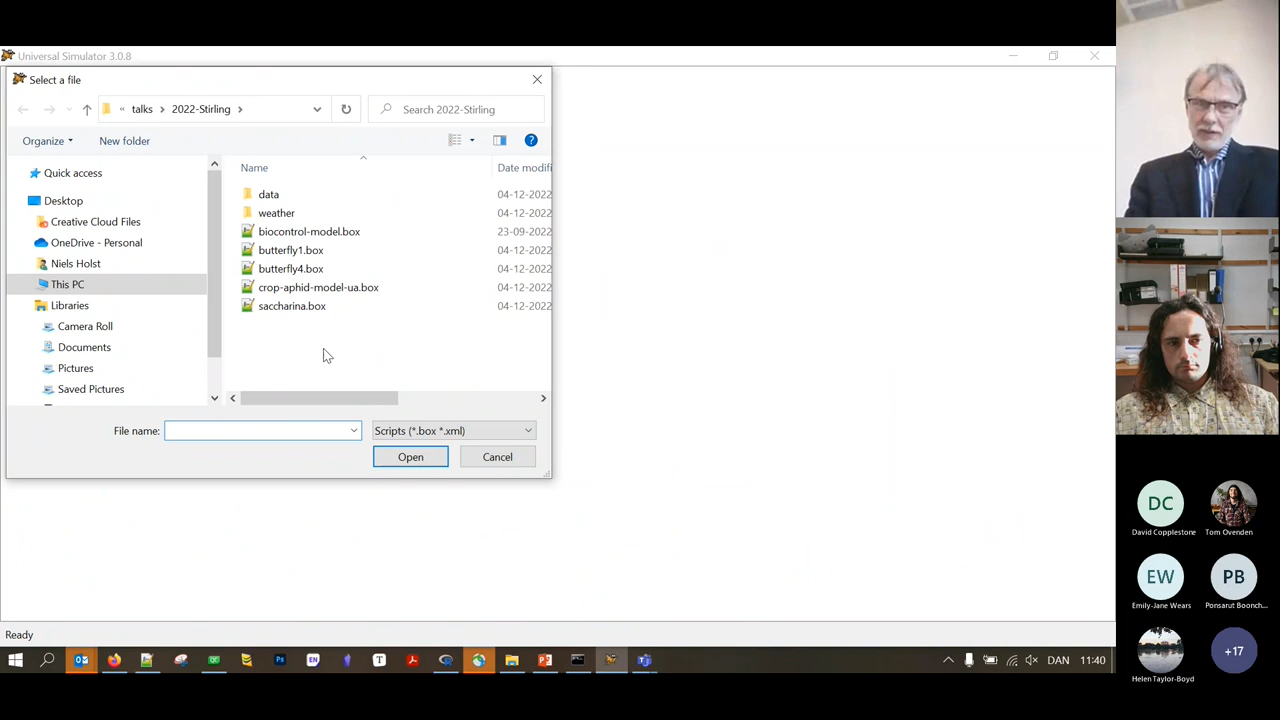 Universal Simulator 3.0.8
Select a file
« talks > 2022-Stirling >
Search 2022-Stirling
Organize
New folder
Name
Date modifi
Quick access
Desktop
Creative Cloud Files
OneDrive - Personal
Niels Holst
This PC
Libraries
Camera Roll
Documents
Pictures
Saved Pictures
data 04-12-2022
weather 04-12-2022
biocontrol-model.box 23-09-2022
butterfly1.box 04-12-2022
butterfly4.box 04-12-2022
crop-aphid-model-ua.box 04-12-2022
saccharina.box 04-12-2022
File name:
Scripts (*.box *.xml)
Open
Cancel
Ready
DAN 11:40
DC
David Copplestone
Tom Ovenden
EW
Emily-Jane Wears
PB
Ponsarut Boonch...
Helen Taylor-Boyd
+17